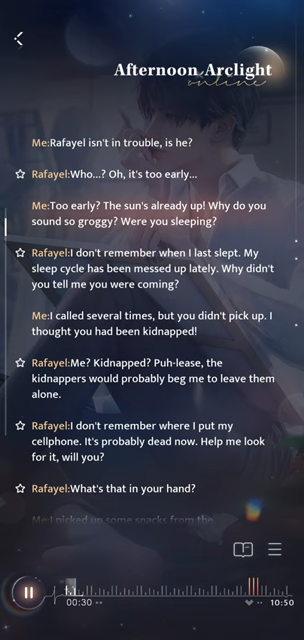 Afternoon Arclight
online
Me:Rafayel isn't in trouble, is he?
Rafayel:Who...? Oh, it's too early...
Me:Too early? The sun's already up! Why do you
sound so groggy? Were you sleeping?
Rafayel:I don't remember when I last slept. My
sleep cycle has been messed up lately. Why didn't
you tell me you were coming?
Me:I called several times, but you didn't pick up. I
thought you had been kidnapped!
Rafayel:Me? Kidnapped? Puh-lease, the
kidnappers would probably beg me to leave them
alone.
Rafayel:I don't remember where I put my
cellphone. It's probably dead now. Help me look
for it, will you?
Rafayel:What's that in your hand?
Me:I picked up some snacks from the
00:30
10:50